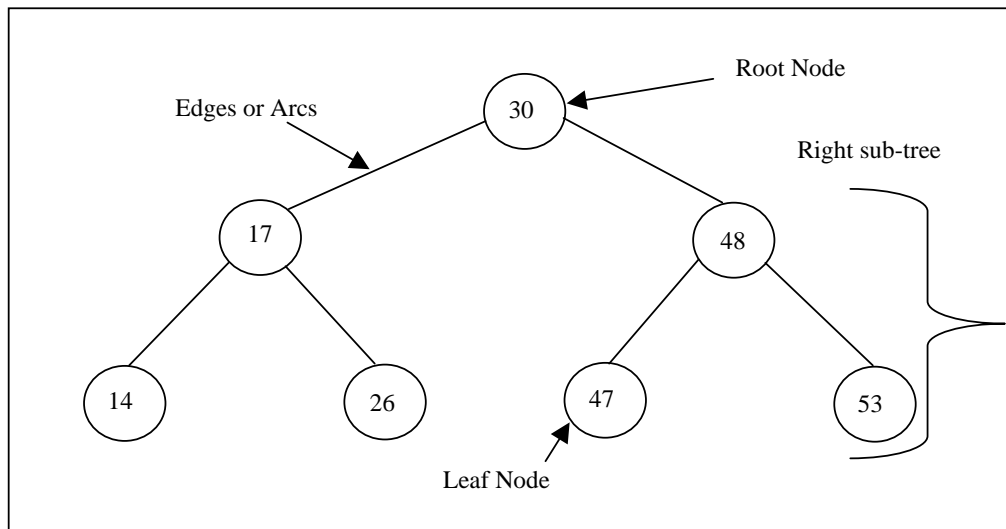 Root Node
Edges or Arcs
30
Right sub-tree
17
48
14
26
47
53
Leaf Node